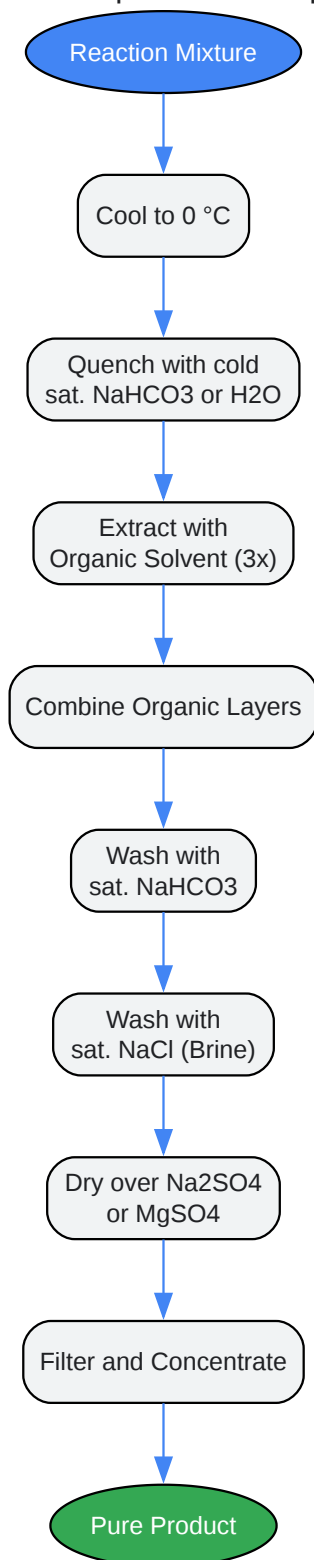 Reaction Mixture
Cool to 0 °C
Quench with cold
sat. NaHCO3 or H2O
Extract with
Organic Solvent (3x)
Combine Organic Layers
Wash with
sat. NaHCO3
Wash with
sat. NaCl (Brine)
Dry over Na2SO4
or MgSO4
Filter and Concentrate
Pure Product